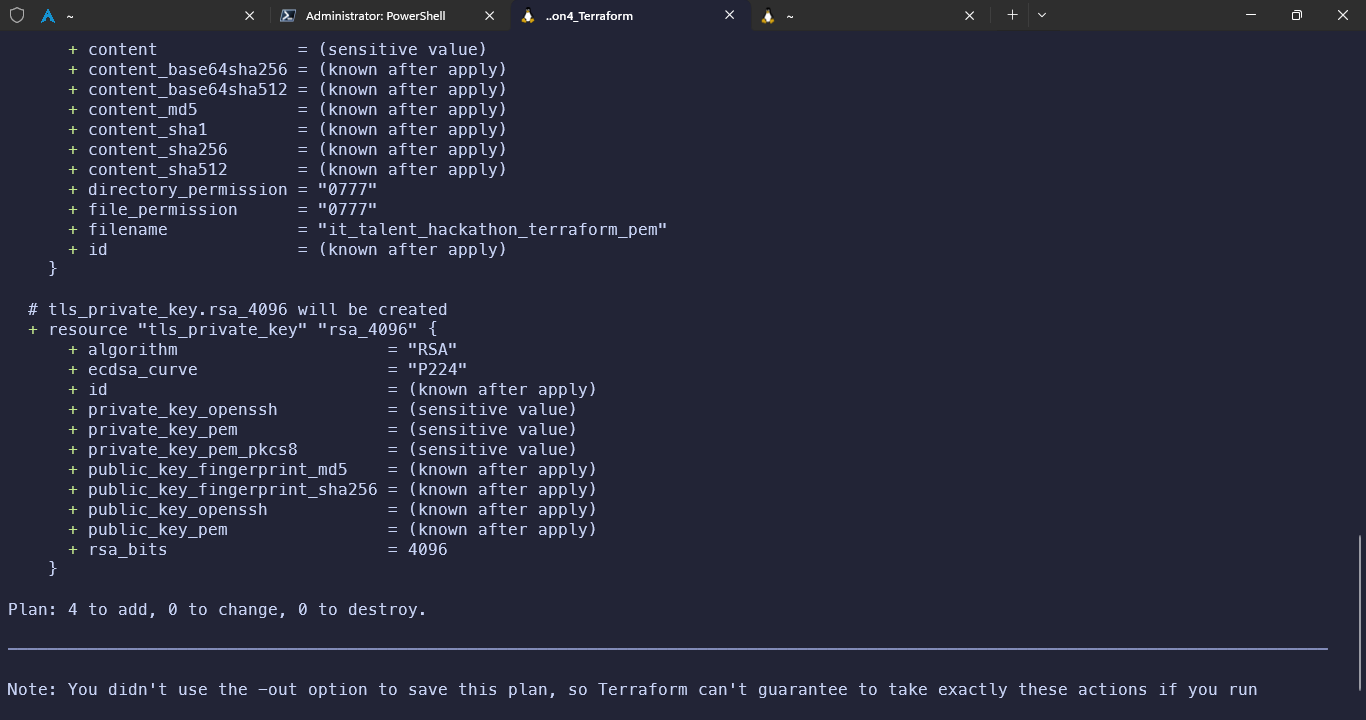 ~
Administrator: PowerShell
..on4_Terraform
~
+ content = (sensitive value)
+ content_base64sha256 = (known after apply)
+ content_base64sha512 = (known after apply)
+ content_md5 = (known after apply)
+ content_sha1 = (known after apply)
+ content_sha256 = (known after apply)
+ content_sha512 = (known after apply)
+ directory_permission = "0777"
+ file_permission = "0777"
+ filename = "it_talent_hackathon_terraform_pem"
+ id = (known after apply)
}
# tls_private_key.rsa_4096 will be created
+ resource "tls_private_key" "rsa_4096" {
+ algorithm = "RSA"
+ ecdsa_curve = "P224"
+ id = (known after apply)
+ private_key_openssh = (sensitive value)
+ private_key_pem = (sensitive value)
+ private_key_pem_pkcs8 = (sensitive value)
+ public_key_fingerprint_md5 = (known after apply)
+ public_key_fingerprint_sha256 = (known after apply)
+ public_key_openssh = (known after apply)
+ public_key_pem = (known after apply)
+ rsa_bits = 4096
}
Plan: 4 to add, 0 to change, 0 to destroy.
Note: You didn't use the -out option to save this plan, so Terraform can't guarantee to take exactly these actions if you run